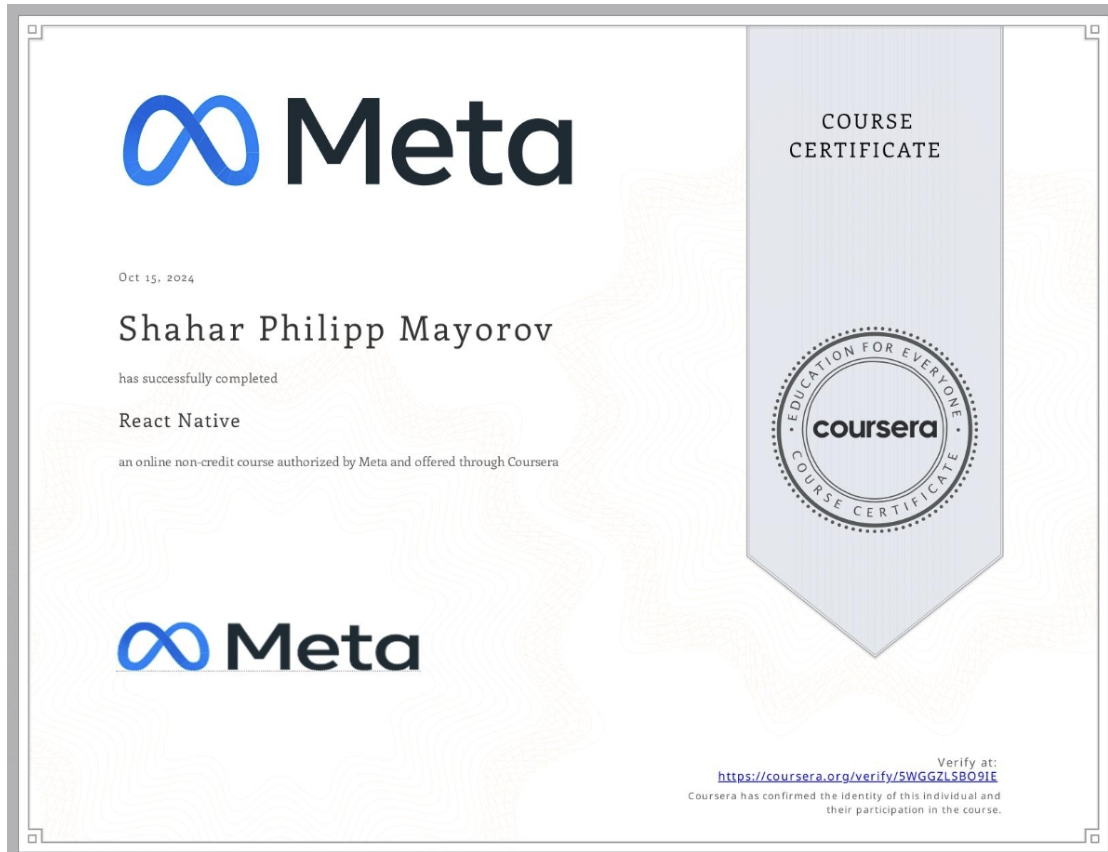 Meta
COURSE
CERTIFICATE
Oct 15, 2024
Shahar Philipp Mayorov
has successfully completed
React Native
an online non-credit course authorized by Meta and offered through Coursera
EDUCATION FOR EVERYONE
coursera
COURSE CERTIFICATE
Meta
Verify at:
https://coursera.org/verify/5WGGZLSBO9IE
Coursera has confirmed the identity of this individual and
their participation in the course.